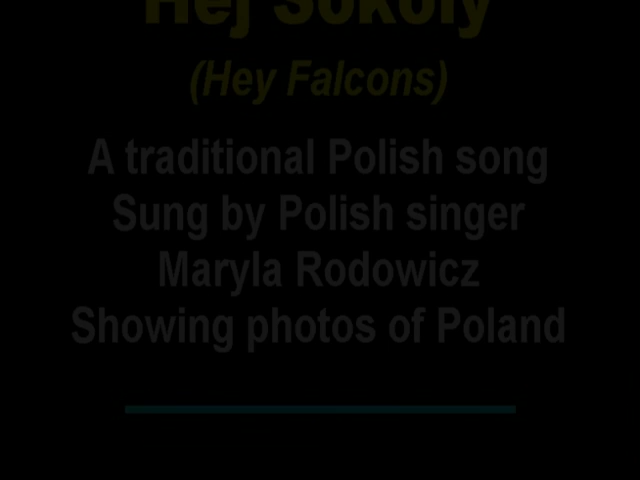 Hej Sokoły
(Hey Falcons)
A traditional Polish song
Sung by Polish singer
Maryla Rodowicz
Showing photos of Poland